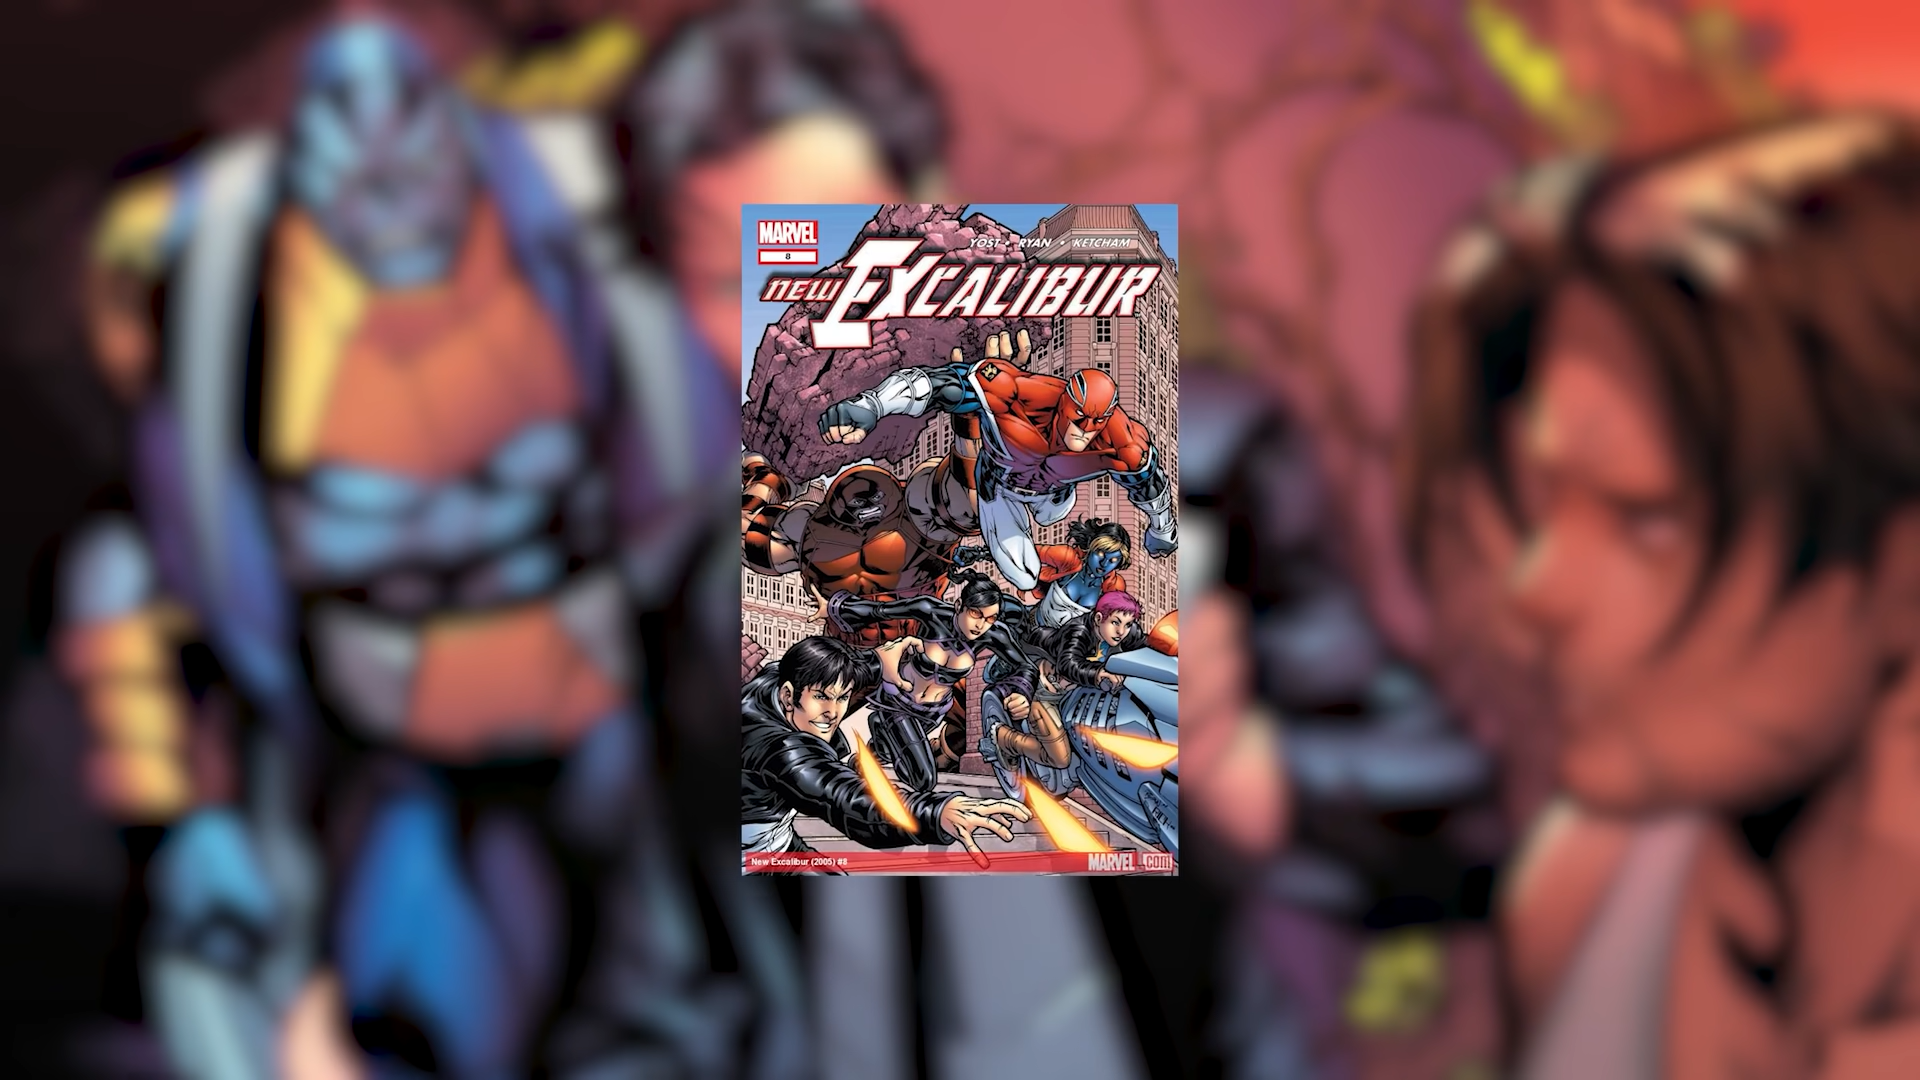 MARVEL
8
YOST • RYAN • KETCHAM
NEW EXCALIBUR
New Excalibur (2005) #8
MARVEL.COM